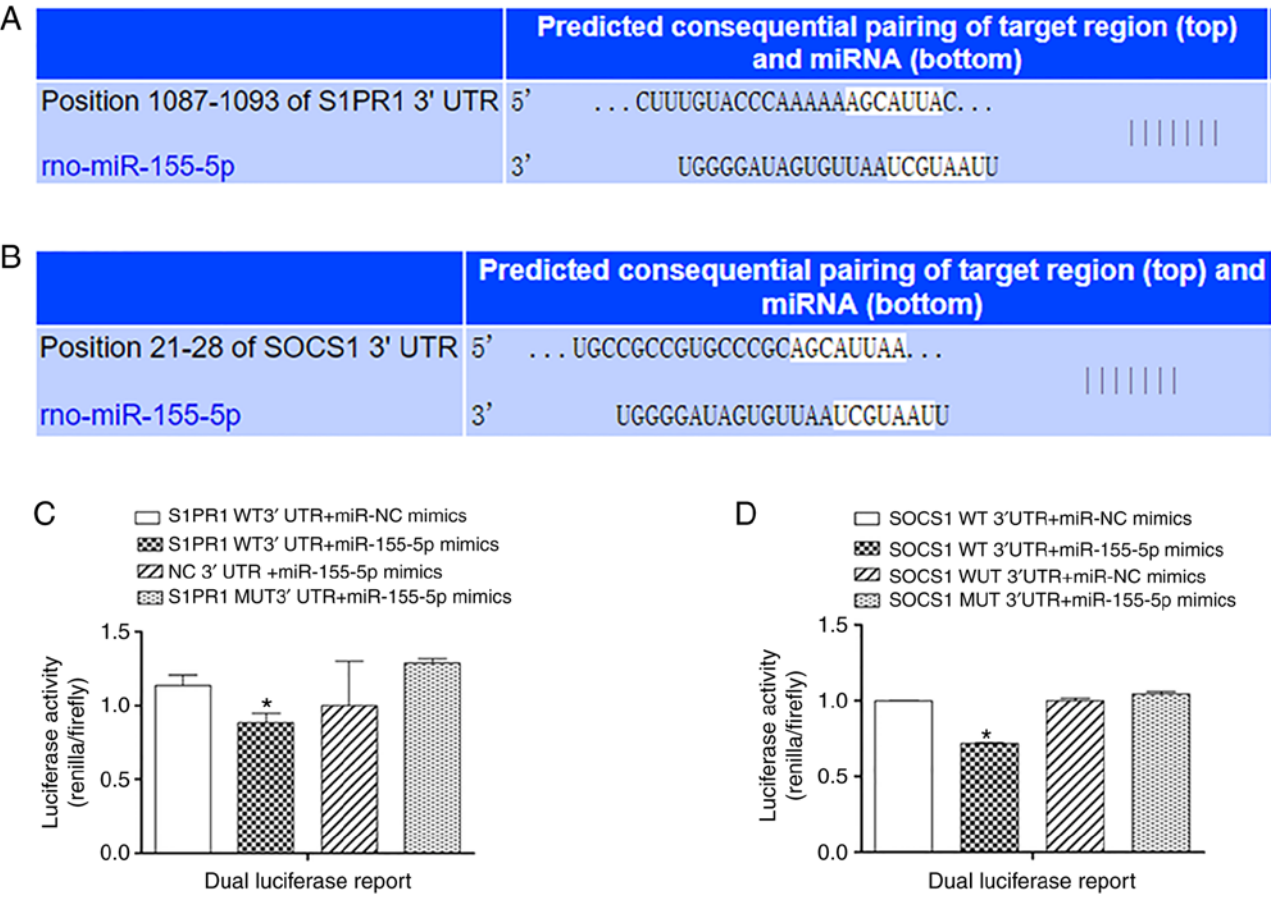 A
Predicted consequential pairing of target region (top)
and miRNA (bottom)
Position 1087-1093 of S1PR1 3' UTR 5' ...CUUUGUACCCAAAAAAGCAUUAC...
rno-miR-155-5p 3' UGGGGAUAGUGUUAAUCGUAAUU
B
Predicted consequential pairing of target region (top) and
miRNA (bottom)
Position 21-28 of SOCS1 3' UTR 5' ...UGCCGCCGUGCCCGCAGCAUUAA...
rno-miR-155-5p 3' UGGGGAUAGUGUUAAUCGUAAUU
C
S1PR1 WT3′ UTR+miR-NC mimics
S1PR1 WT3′ UTR+miR-155-5p mimics
NC 3′ UTR +miR-155-5p mimics
S1PR1 MUT3′ UTR+miR-155-5p mimics
Luciferase activity
(renilla/firefly)
1.5
1.0
0.5
0.0
*
Dual luciferase report
D
SOCS1 WT 3′UTR+miR-NC mimics
SOCS1 WT 3′UTR+miR-155-5p mimics
SOCS1 WUT 3′UTR+miR-NC mimics
SOCS1 MUT 3′UTR+miR-155-5p mimics
Luciferase activity
(renilla/firefly)
1.5
1.0
0.5
0.0
*
Dual luciferase report